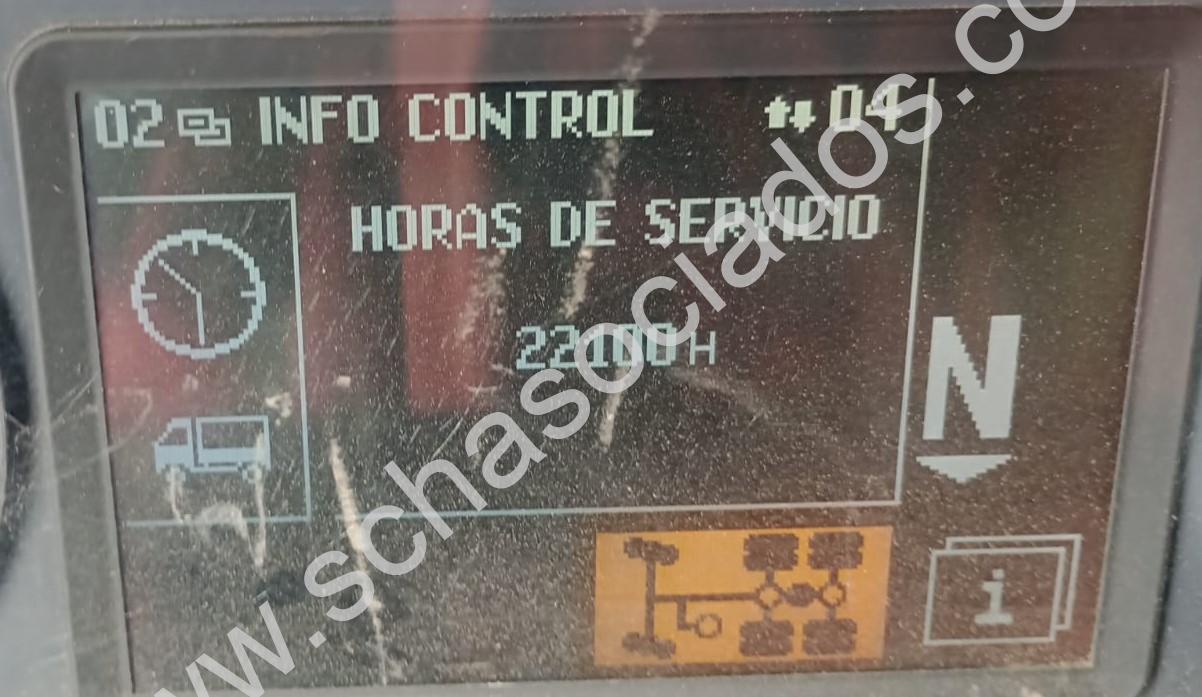 02 INFO CONTROL 04
HORAS DE SERVICIO
22100 H
N
i
www.schasociados.co